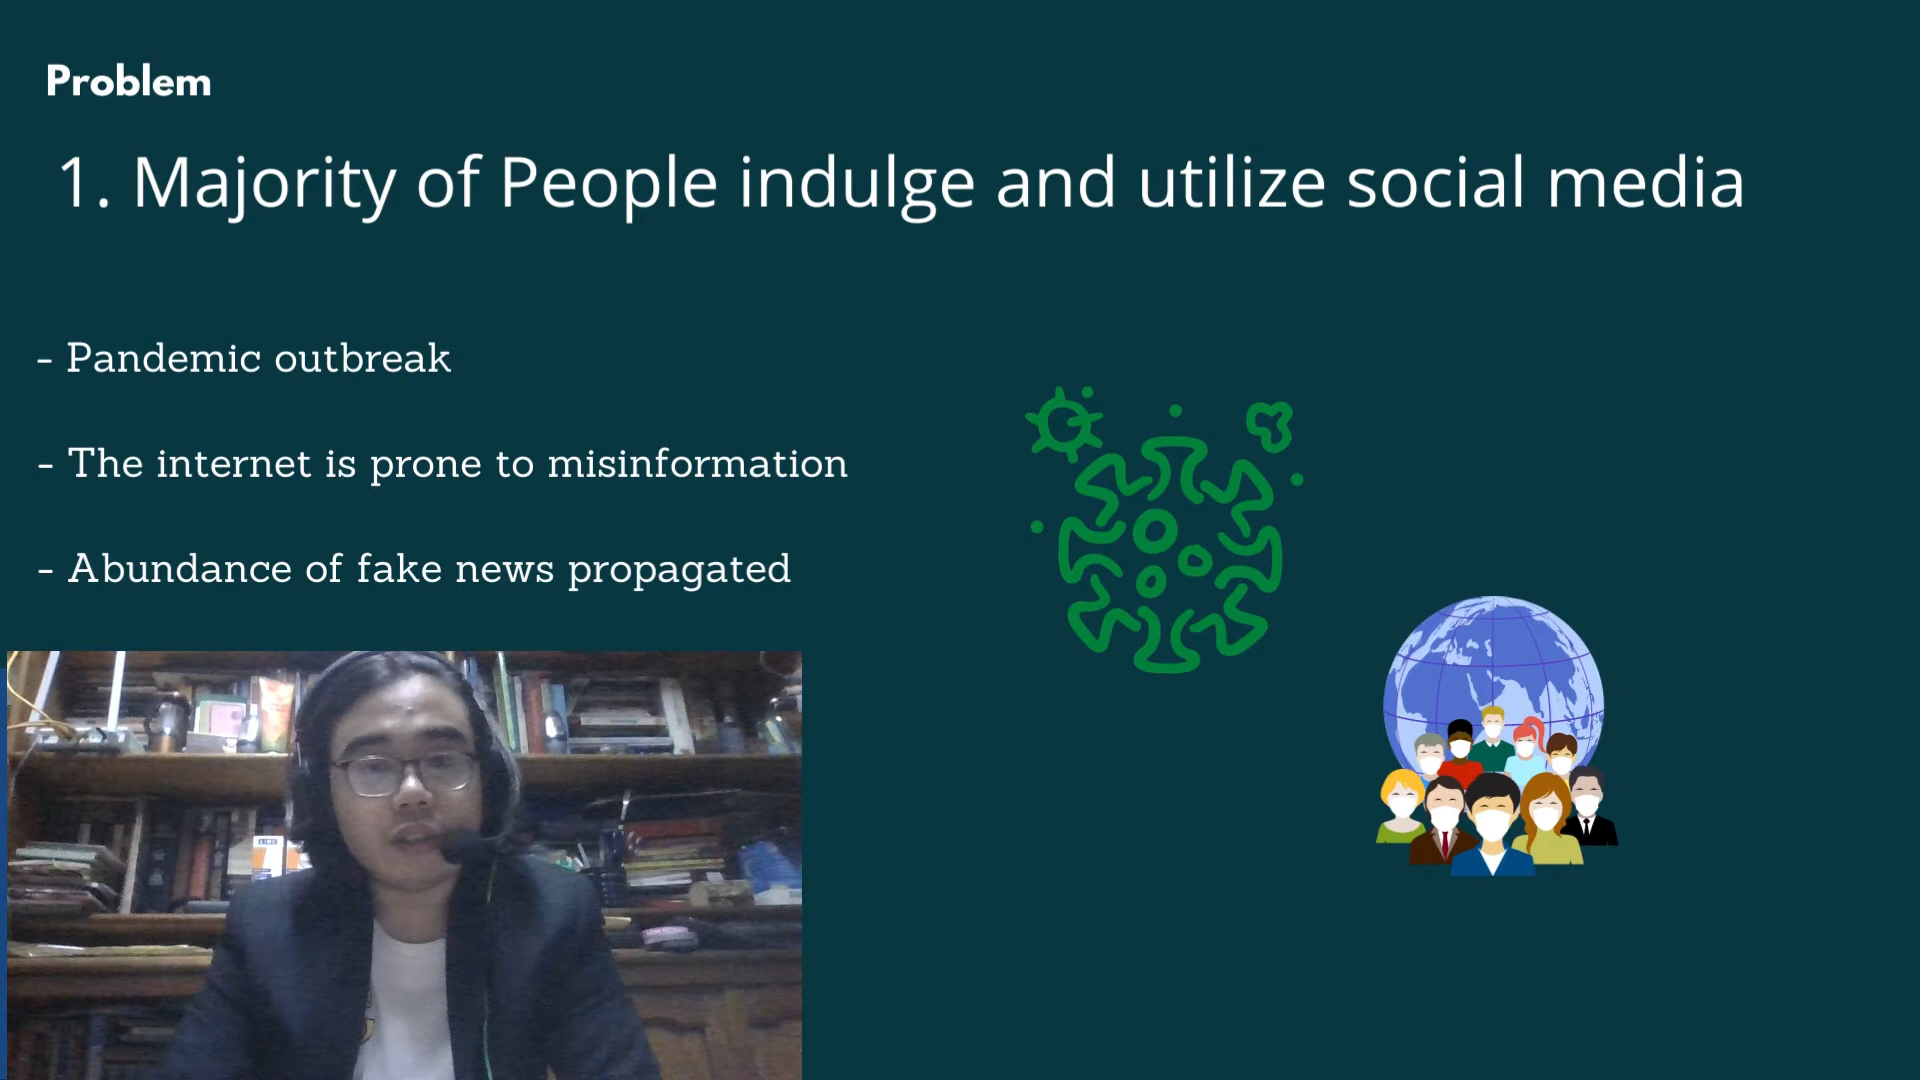 Problem
1. Majority of People indulge and utilize social media
- Pandemic outbreak
- The internet is prone to misinformation
- Abundance of fake news propagated